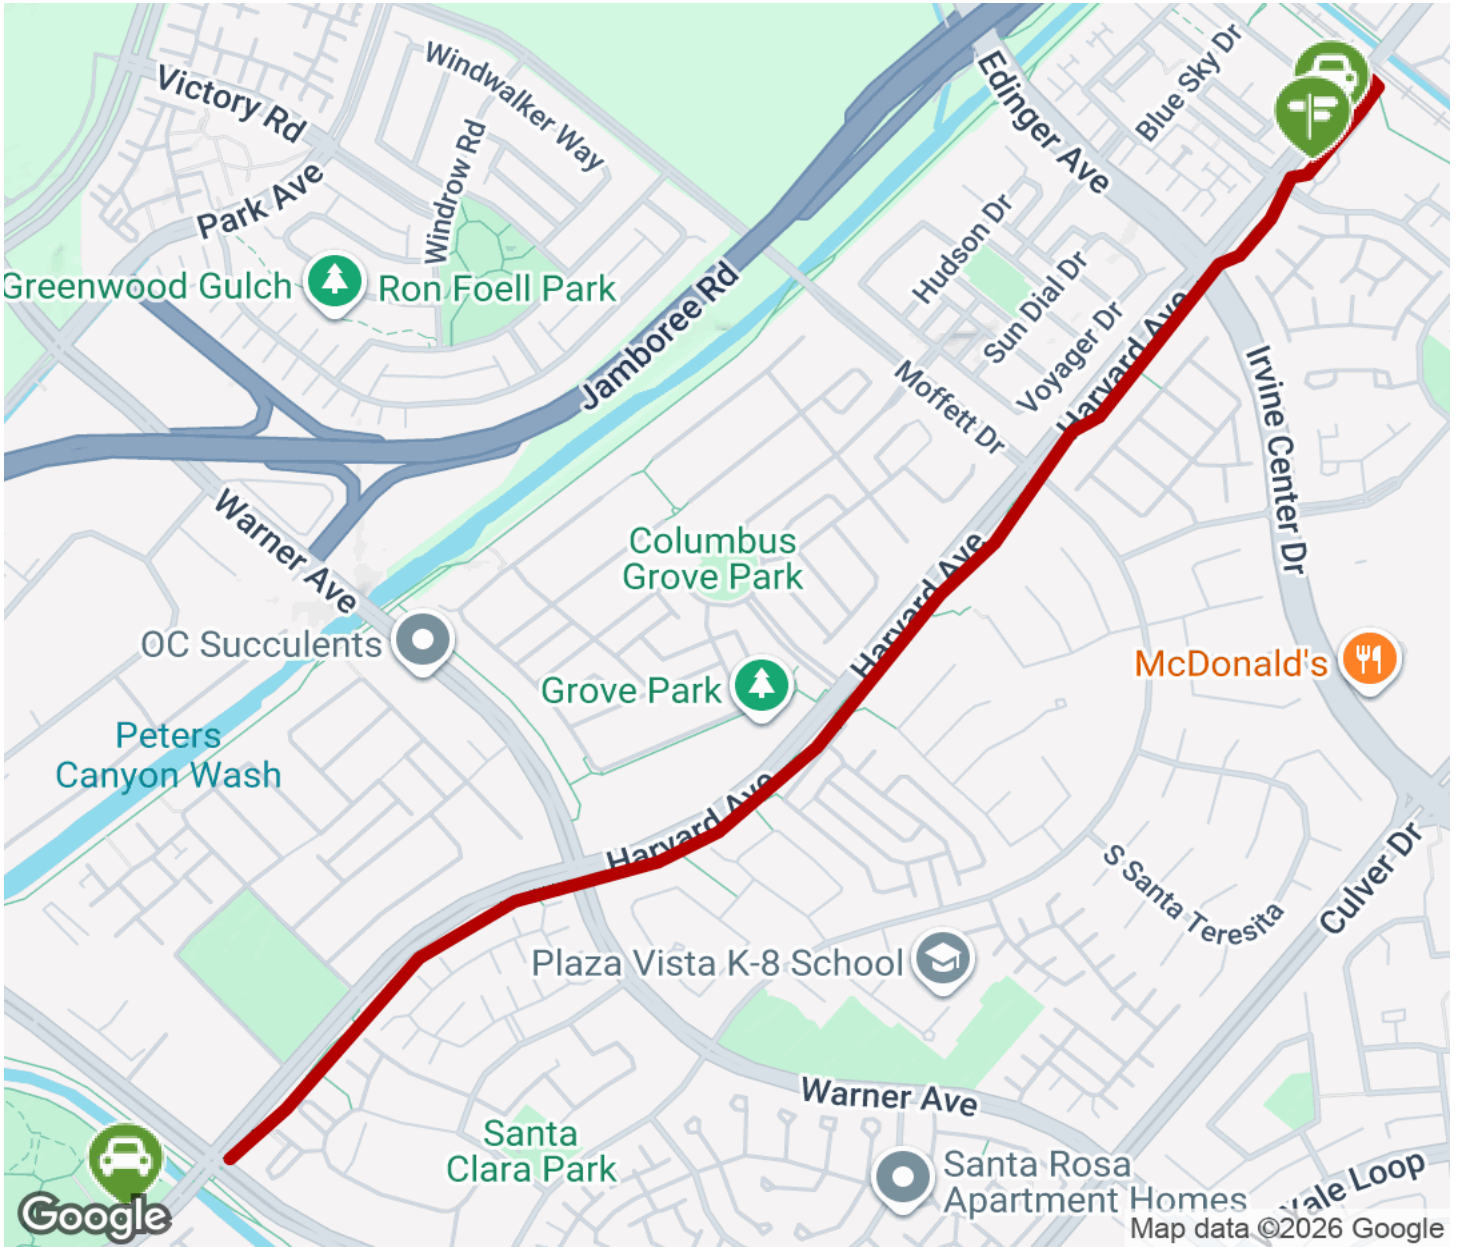 Windwalker Way
Victory Rd
Edinger Ave
Blue Sky Dr
Park Ave
Windrow Rd
Hudson Dr
Greenwood Gulch
Ron Foell Park
Sun Dial Dr
Jamboree Rd
Voyager Dr
Harvard Ave
Moffett Dr
Irvine Center Dr
Warner Ave
Columbus
Grove Park
Harvard Ave
OC Succulents
McDonald's
Grove Park
Peters
Canyon Wash
Harvard Ave
S Santa Teresita
Culver Dr
Plaza Vista K-8 School
Warner Ave
Santa
Clara Park
Santa Rosa
Apartment Homes
Yale Loop
Google
Map data ©2026 Google